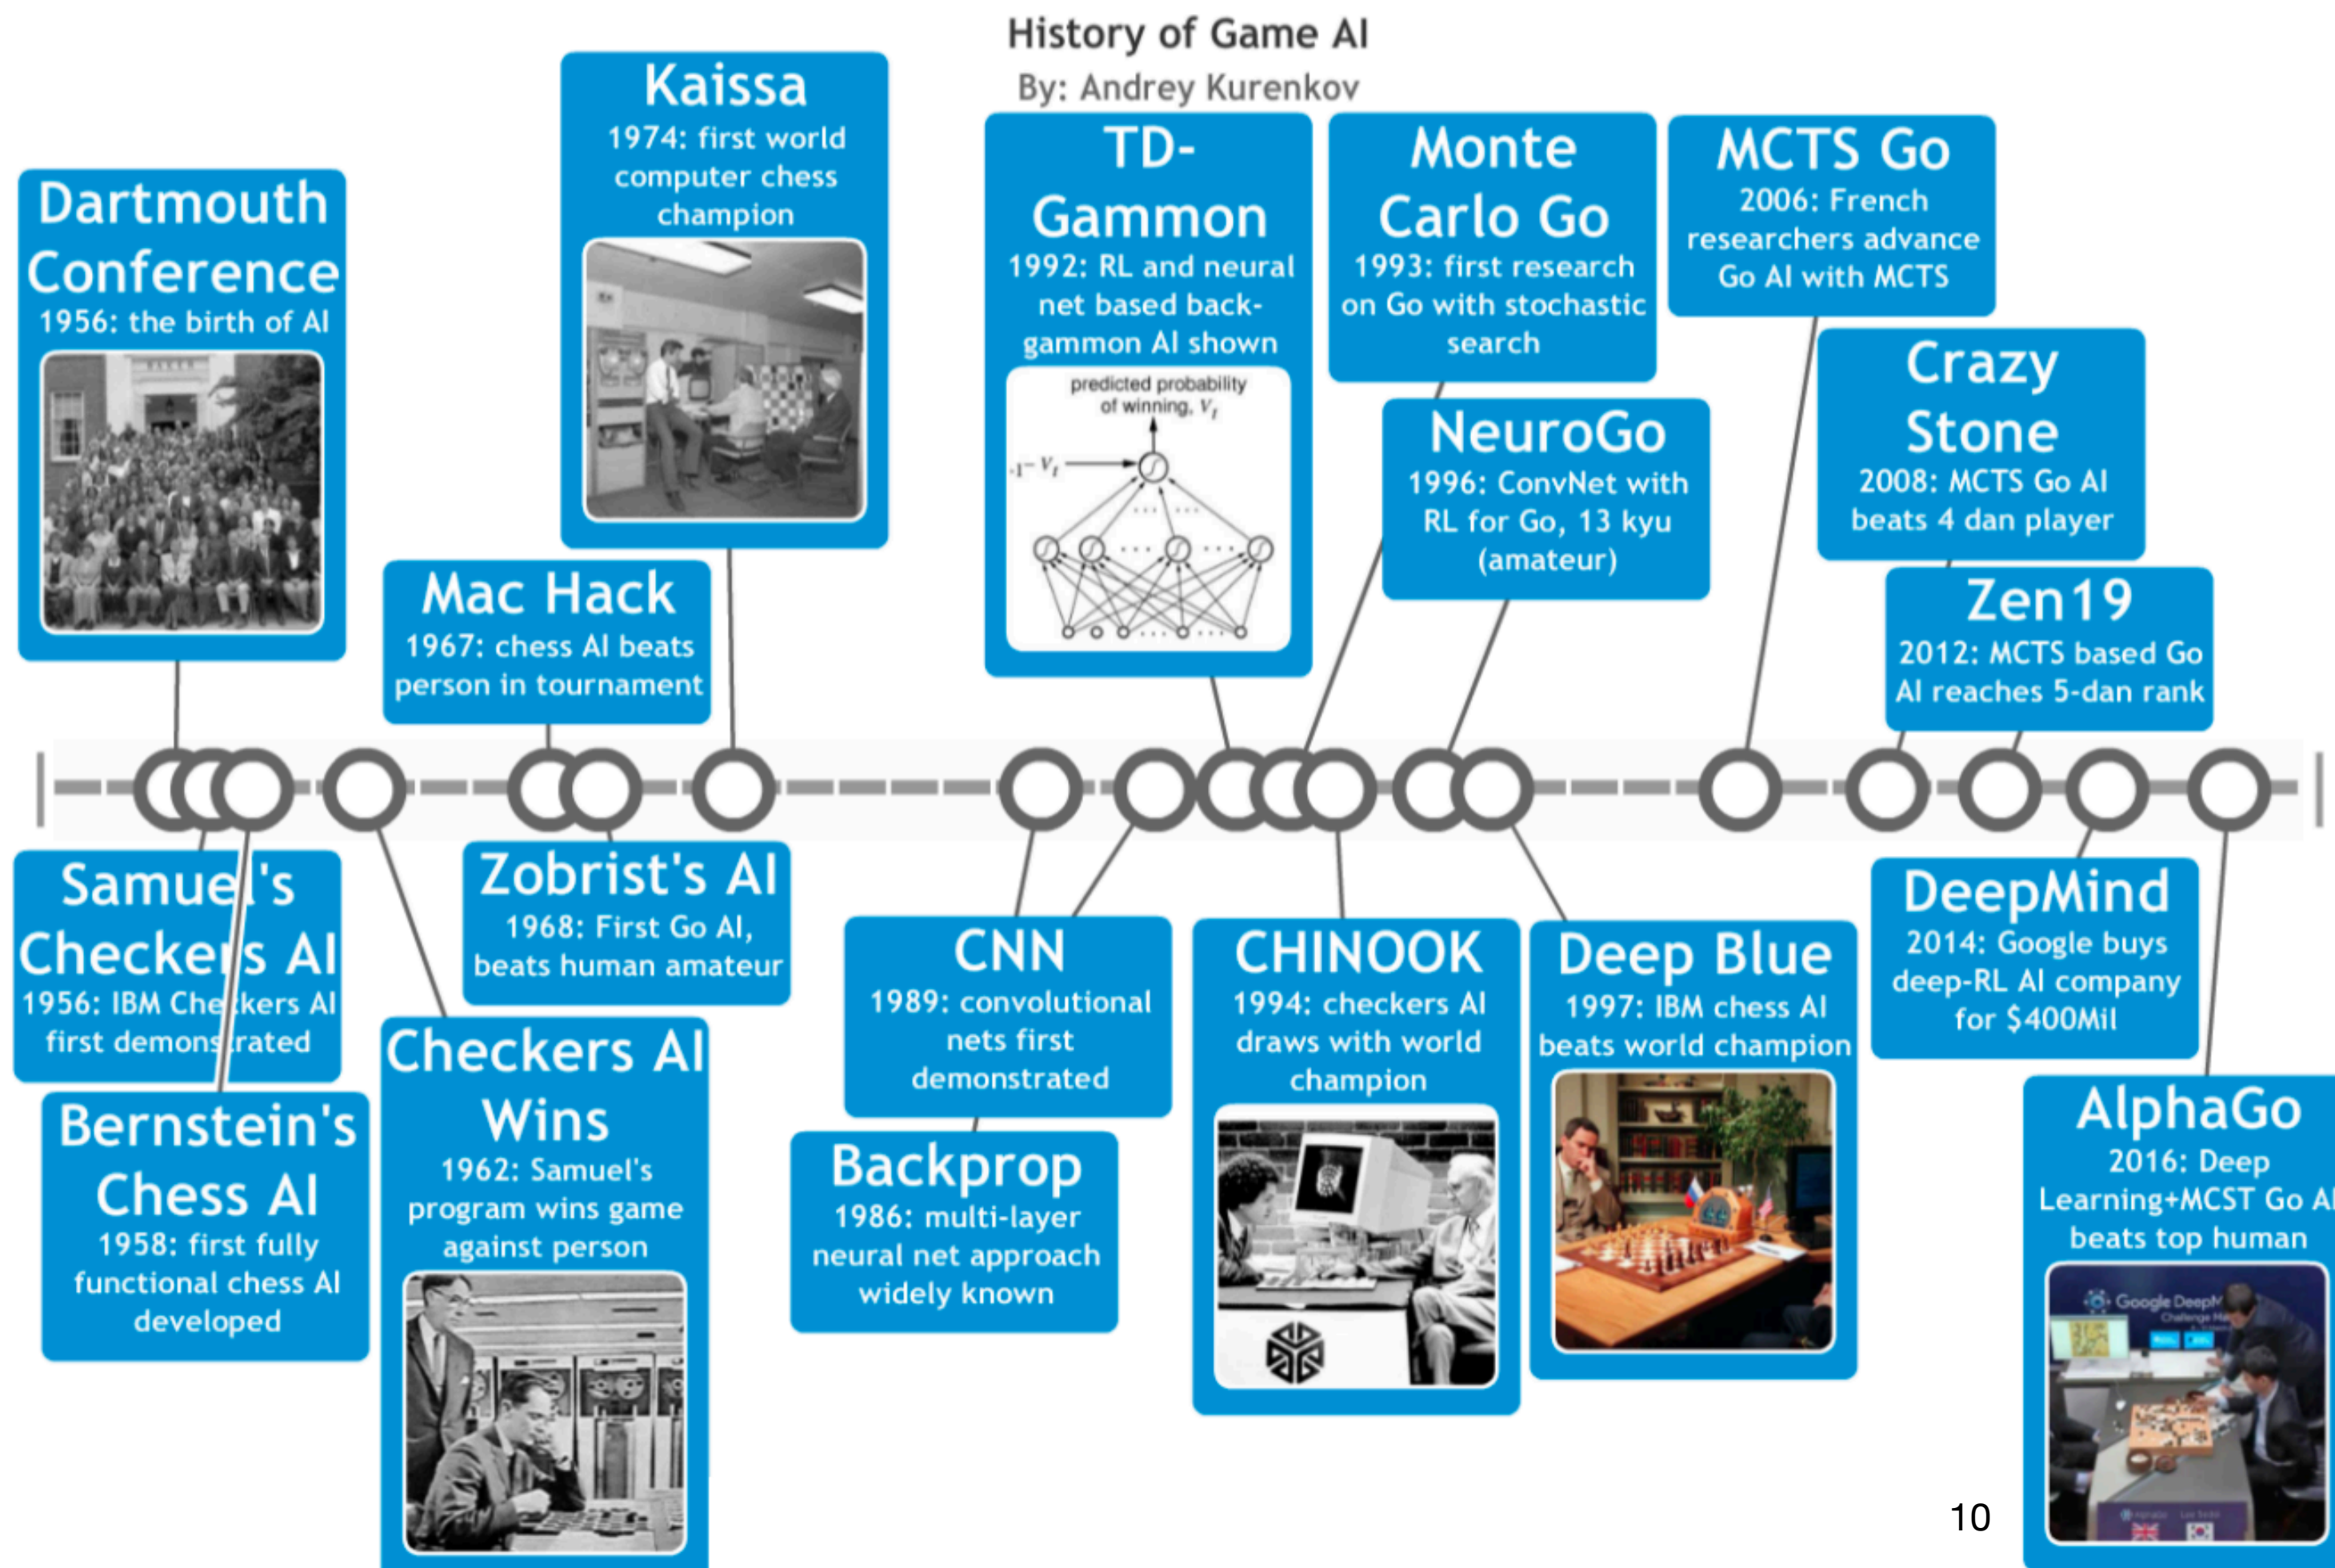 History of Game AI
By: Andrey Kurenkov
Dartmouth
Conference
1956: the birth of AI
Kaissa
1974: first world
computer chess
champion
Mac Hack
1967: chess AI beats
person in tournament
TD-
Gammon
1992: RL and neural
net based back-
gammon AI shown
predicted probability
of winning, V_t
-1- V_t
Monte
Carlo Go
1993: first research
on Go with stochastic
search
NeuroGo
1996: ConvNet with
RL for Go, 13 kyu
(amateur)
MCTS Go
2006: French
researchers advance
Go AI with MCTS
Crazy
Stone
2008: MCTS Go AI
beats 4 dan player
Zen19
2012: MCTS based Go
AI reaches 5-dan rank
Samuel's
Checkers AI
1956: IBM Checkers AI
first demonstrated
Bernstein's
Chess AI
1958: first fully
functional chess AI
developed
Checkers AI
Wins
1962: Samuel's
program wins game
against person
Zobrist's AI
1968: First Go AI,
beats human amateur
CNN
1989: convolutional
nets first
demonstrated
Backprop
1986: multi-layer
neural net approach
widely known
CHINOOK
1994: checkers AI
draws with world
champion
Deep Blue
1997: IBM chess AI
beats world champion
DeepMind
2014: Google buys
deep-RL AI company
for $400Mil
AlphaGo
2016: Deep
Learning+MCST Go AI
beats top human
Google DeepM
Challenge
10